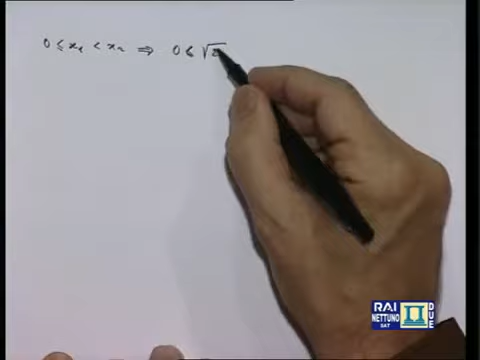 0 ≤ x₁ < x₂ ⇒ 0 ≤ √
RAI
NETTUNO
SAT
DUE